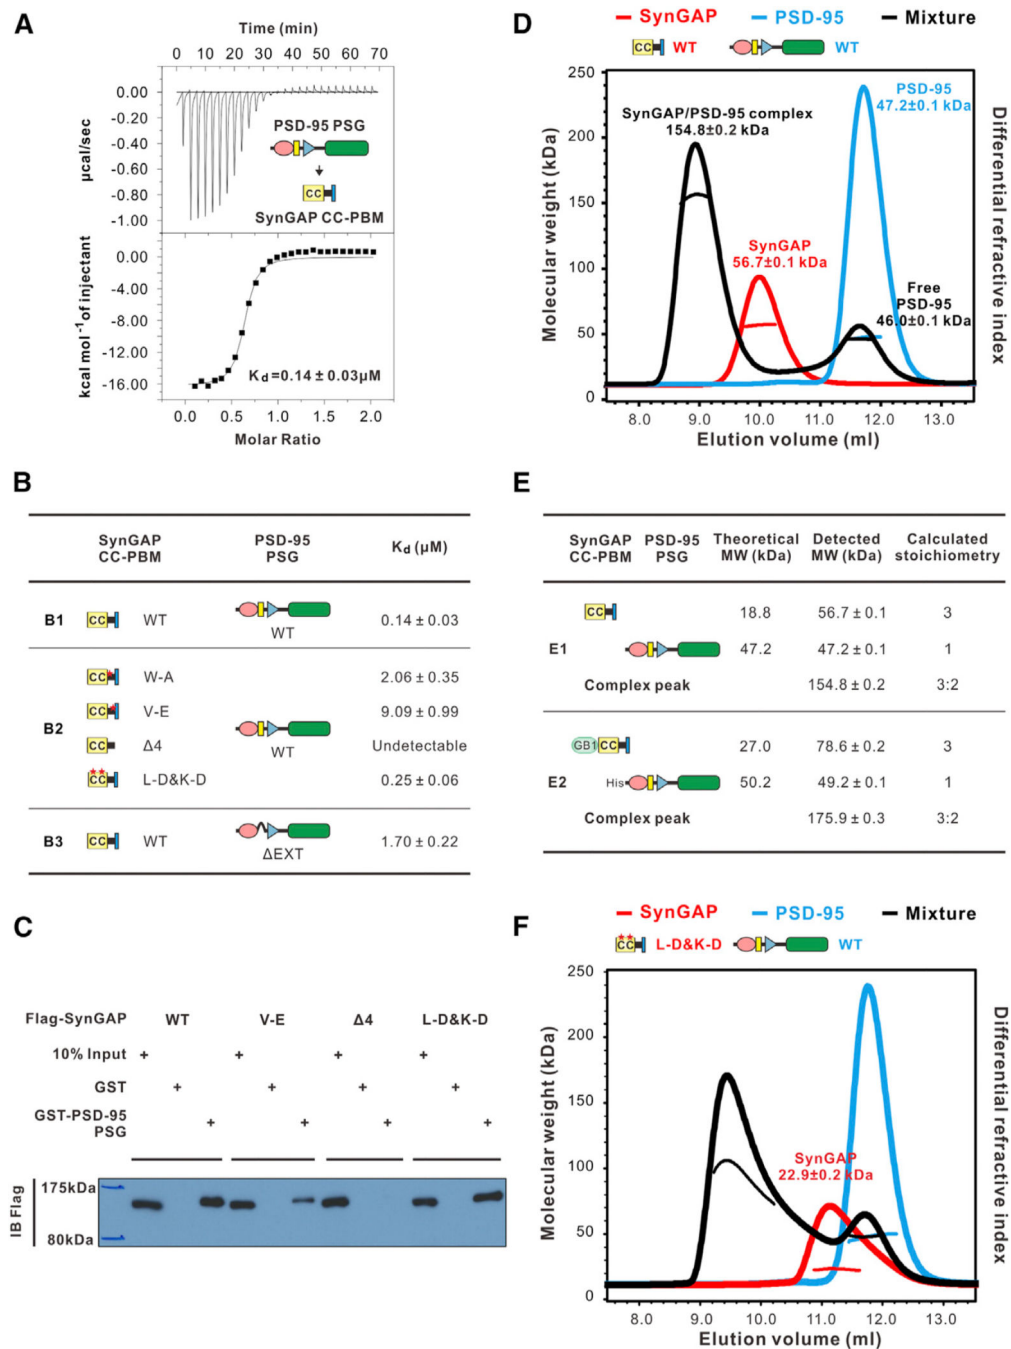 A
Time (min)
0 5 10 15 20 25 30 35 40 45 50 55 60 65 70
0.00
-0.20
-0.40
-0.60
-0.80
-1.00
µcal/sec
PSD-95 PSG
CC
SynGAP CC-PBM
0.00
-4.00
-8.00
-12.00
-16.00
kcal mol⁻¹ of injectant
Kd=0.14 ± 0.03µM
0.0 0.5 1.0 1.5 2.0
Molar Ratio
B
SynGAP CC-PBM PSD-95 PSG Kd (µM)
B1 CC WT WT 0.14 ± 0.03
B2 CC W-A 2.06 ± 0.35
CC V-E WT 9.09 ± 0.99
CC Δ4 Undetectable
CC L-D&K-D 0.25 ± 0.06
B3 CC WT ΔEXT 1.70 ± 0.22
C
Flag-SynGAP WT V-E Δ4 L-D&K-D
10% Input + + + +
GST + + + +
GST-PSD-95 PSG + + + +
IB Flag
175kDa
80kDa
D
SynGAP PSD-95 Mixture
CC WT WT
250
200
150
100
50
0
Molecular weight (kDa)
Differential refractive index
SynGAP/PSD-95 complex
154.8±0.2 kDa
PSD-95
47.2±0.1 kDa
SynGAP
56.7±0.1 kDa
Free
PSD-95
46.0±0.1 kDa
8.0 9.0 10.0 11.0 12.0 13.0
Elution volume (ml)
E
SynGAP CC-PBM PSD-95 PSG Theoretical MW (kDa) Detected MW (kDa) Calculated stoichiometry
E1
CC 18.8 56.7 ± 0.1 3
47.2 47.2 ± 0.1 1
Complex peak 154.8 ± 0.2 3:2
E2
GB1 CC 27.0 78.6 ± 0.2 3
His 50.2 49.2 ± 0.1 1
Complex peak 175.9 ± 0.3 3:2
F
SynGAP PSD-95 Mixture
CC L-D&K-D WT
250
200
150
100
50
0
Molecular weight (kDa)
Differential refractive index
SynGAP
22.9±0.2 kDa
8.0 9.0 10.0 11.0 12.0 13.0
Elution volume (ml)